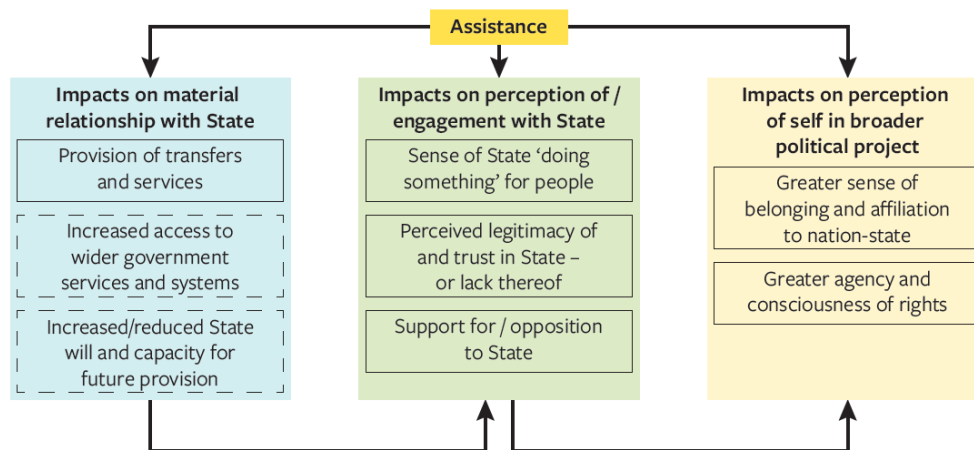 Assistance
Impacts on material
relationship with State
Provision of transfers
and services
Increased access to
wider government
services and systems
Increased/reduced State
will and capacity for
future provision
Impacts on perception of /
engagement with State
Sense of State ‘doing
something’ for people
Perceived legitimacy of
and trust in State –
or lack thereof
Support for / opposition
to State
Impacts on perception
of self in broader
political project
Greater sense of
belonging and affiliation
to nation-state
Greater agency and
consciousness of rights